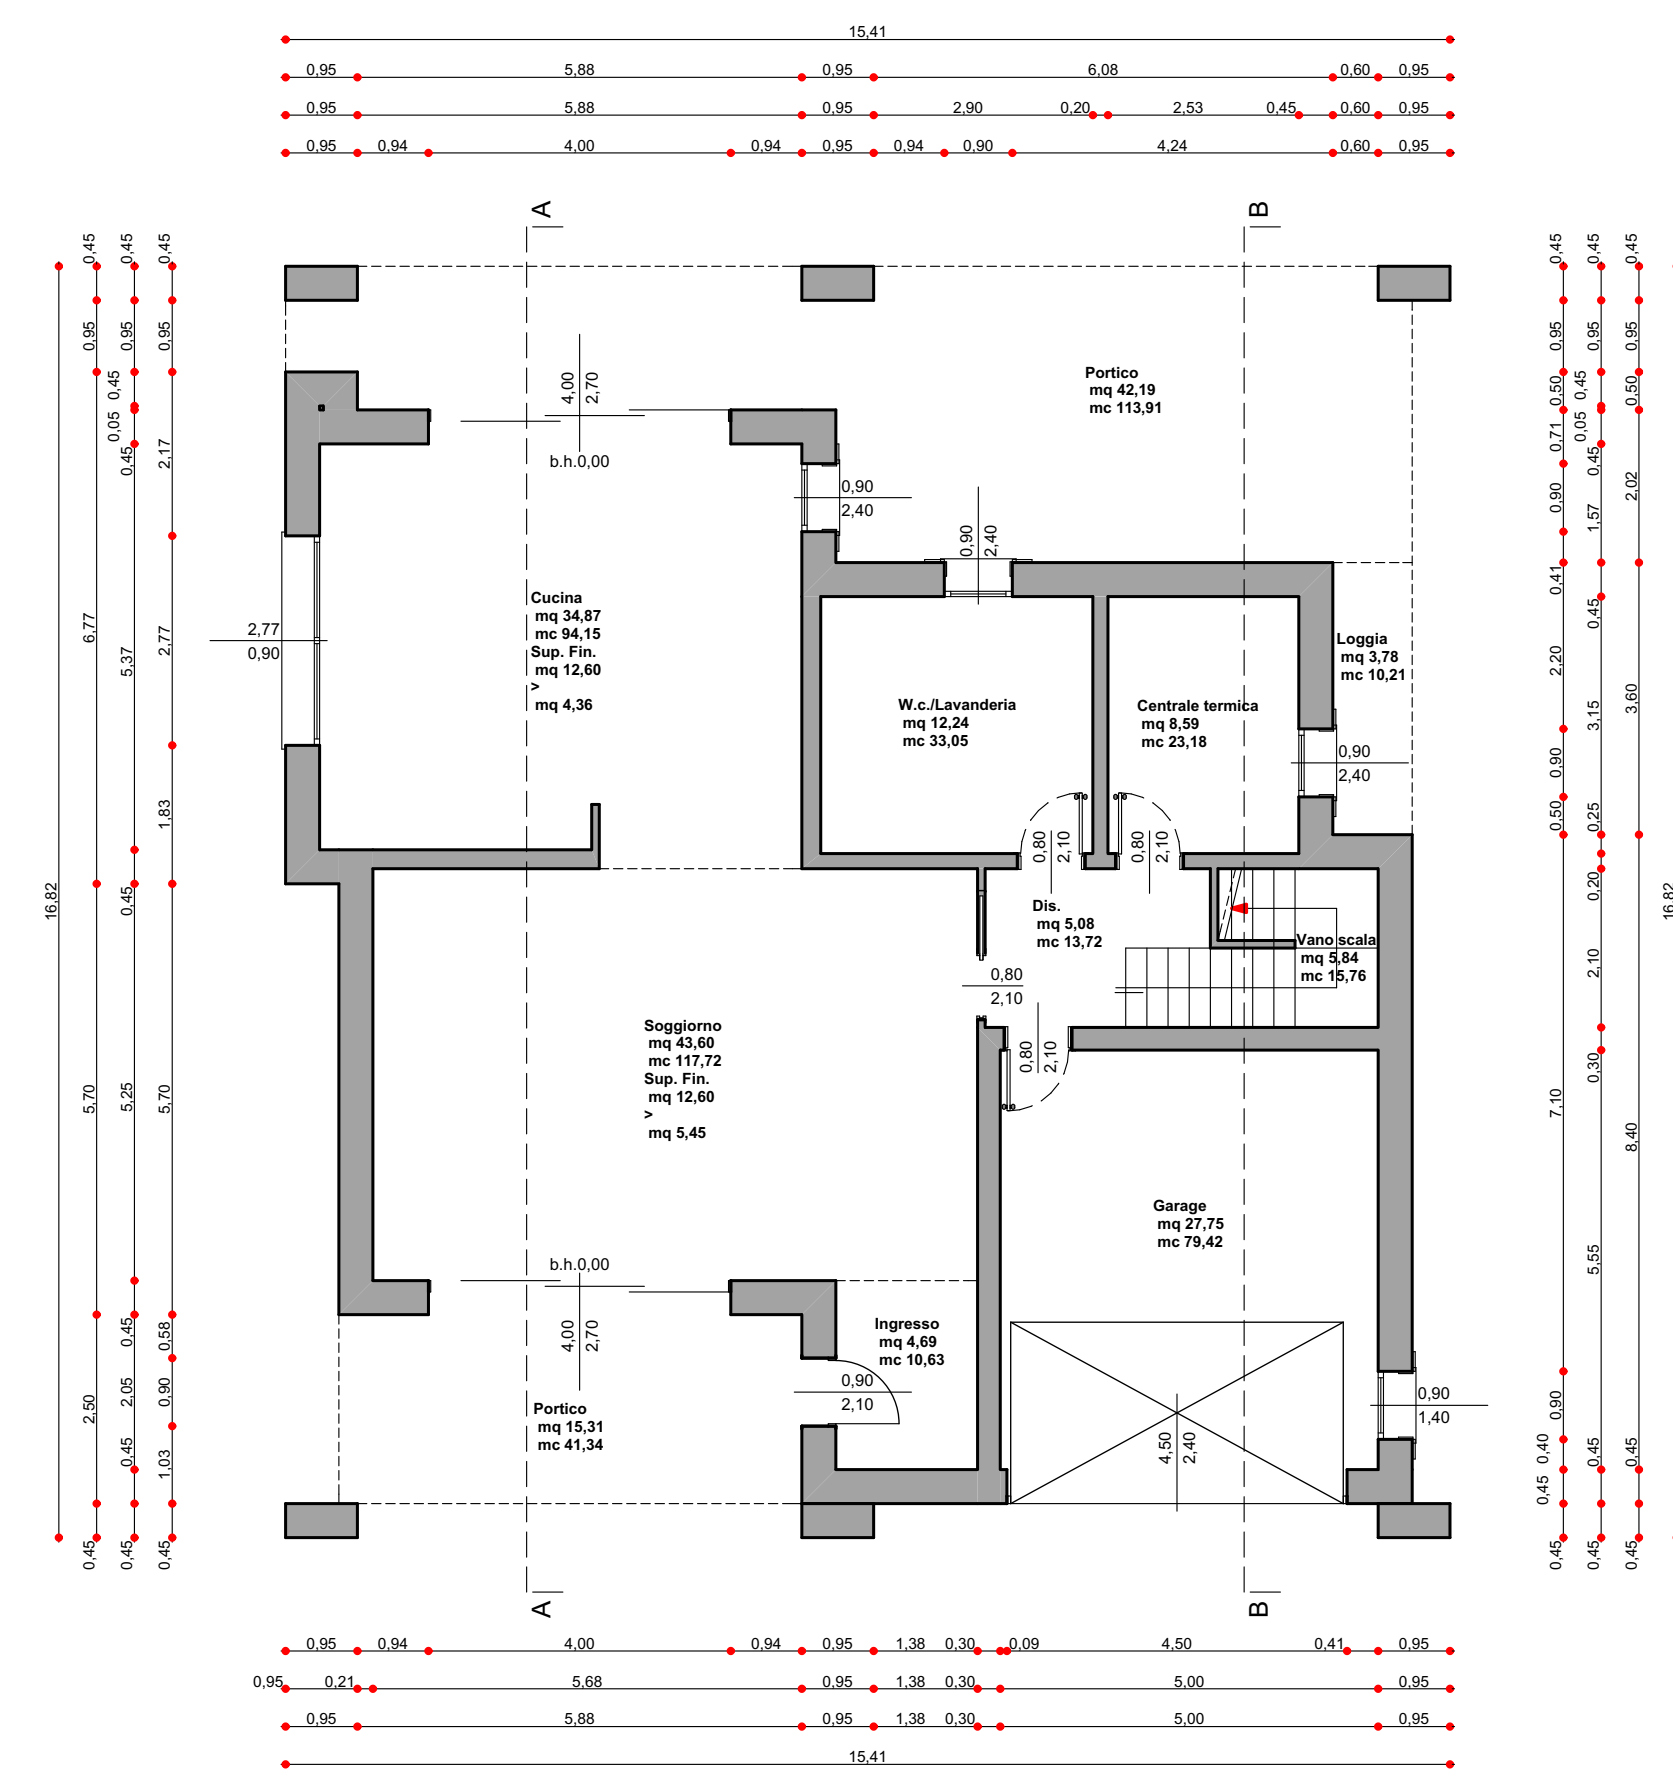 15,41
0,95 5,88 0,95 6,08 0,60 0,95
0,95 5,88 0,95 2,90 0,20 2,53 0,45 0,60 0,95
0,95 0,94 4,00 0,94 0,95 0,94 0,90 4,24 0,60 0,95
A B
16,82
0,45 0,95 6,77 5,70 2,50 0,45
0,45 0,95 0,45 0,05 0,45 5,37 0,45 5,25 0,45 2,05 0,45 0,45
0,45 0,95 2,17 2,77 1,83 5,70 0,58 0,90 1,03 0,45
4,00
2,70
b.h.0,00
Portico
mq 42,19
mc 113,91
0,90
2,40
0,90
2,40
Cucina
mq 34,87
mc 94,15
Sup. Fin.
mq 12,60
>
mq 4,36
2,77
0,90
Loggia
mq 3,78
mc 10,21
W.c./Lavanderia
mq 12,24
mc 33,05
Centrale termica
mq 8,59
mc 23,18
0,90
2,40
0,80
2,10
0,80
2,10
Dis.
mq 5,08
mc 13,72
Vano scala
mq 5,84
mc 15,76
0,80
2,10
0,80
2,10
Soggiorno
mq 43,60
mc 117,72
Sup. Fin.
mq 12,60
>
mq 5,45
Garage
mq 27,75
mc 79,42
b.h.0,00
4,00
2,70
Ingresso
mq 4,69
mc 10,63
0,90
2,10
Portico
mq 15,31
mc 41,34
4,50
2,40
0,90
1,40
0,45 0,95 0,50 0,71 0,90 0,41 2,20 0,90 0,50 7,10 0,90 0,40 0,45 0,45
0,45 0,95 0,45 0,05 0,45 1,57 0,45 3,15 0,25 0,20 2,10 0,30 5,55 0,45 0,45
0,45 0,95 0,50 2,02 3,60 8,40 0,45 0,45
16,82
A B
0,95 0,94 4,00 0,94 0,95 1,38 0,30 0,09 4,50 0,41 0,95
0,95 0,21 5,68 0,95 1,38 0,30 5,00 0,95
0,95 5,88 0,95 1,38 0,30 5,00 0,95
15,41